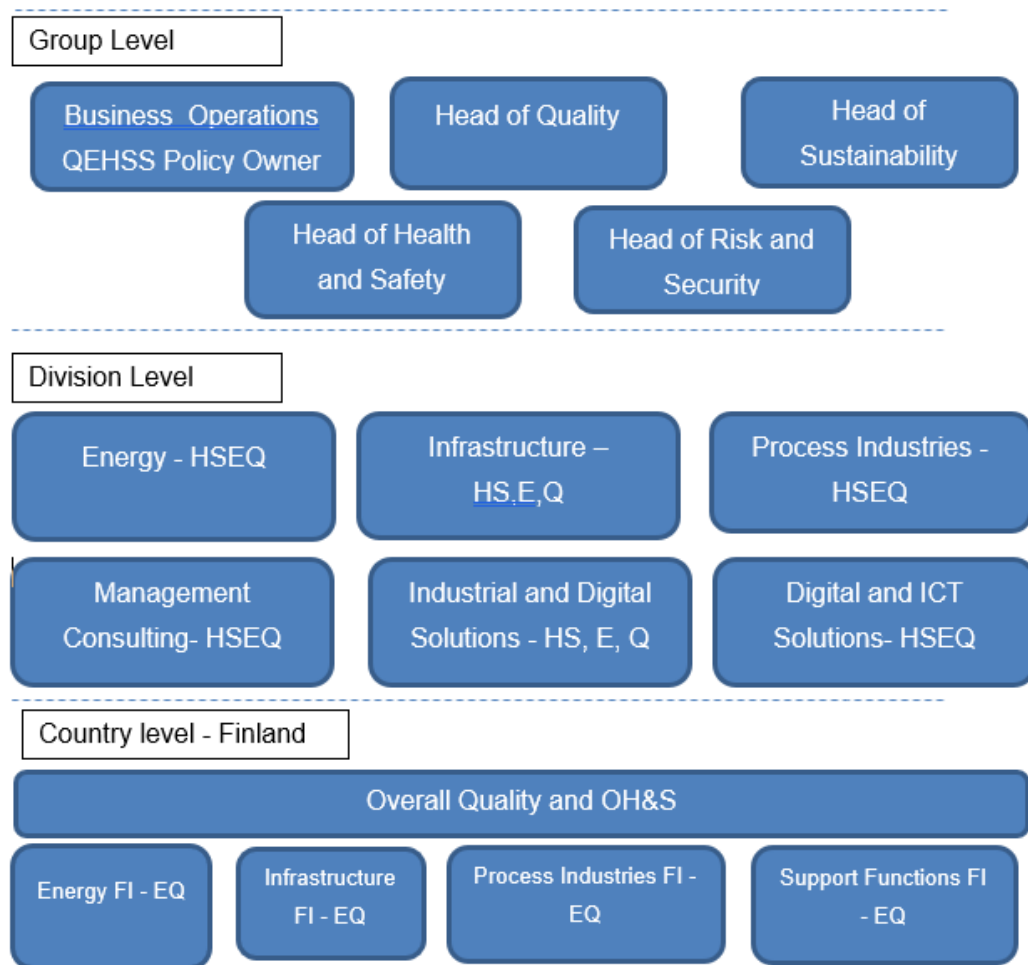 Group Level
Business Operations
QEHSS Policy Owner
Head of Quality
Head of
Sustainability
Head of Health
and Safety
Head of Risk and
Security
Division Level
Energy - HSEQ
Infrastructure –
HS,E,Q
Process Industries -
HSEQ
Management
Consulting- HSEQ
Industrial and Digital
Solutions - HS, E, Q
Digital and ICT
Solutions- HSEQ
Country level - Finland
Overall Quality and OH&S
Energy FI - EQ
Infrastructure
FI - EQ
Process Industries FI -
EQ
Support Functions FI
- EQ